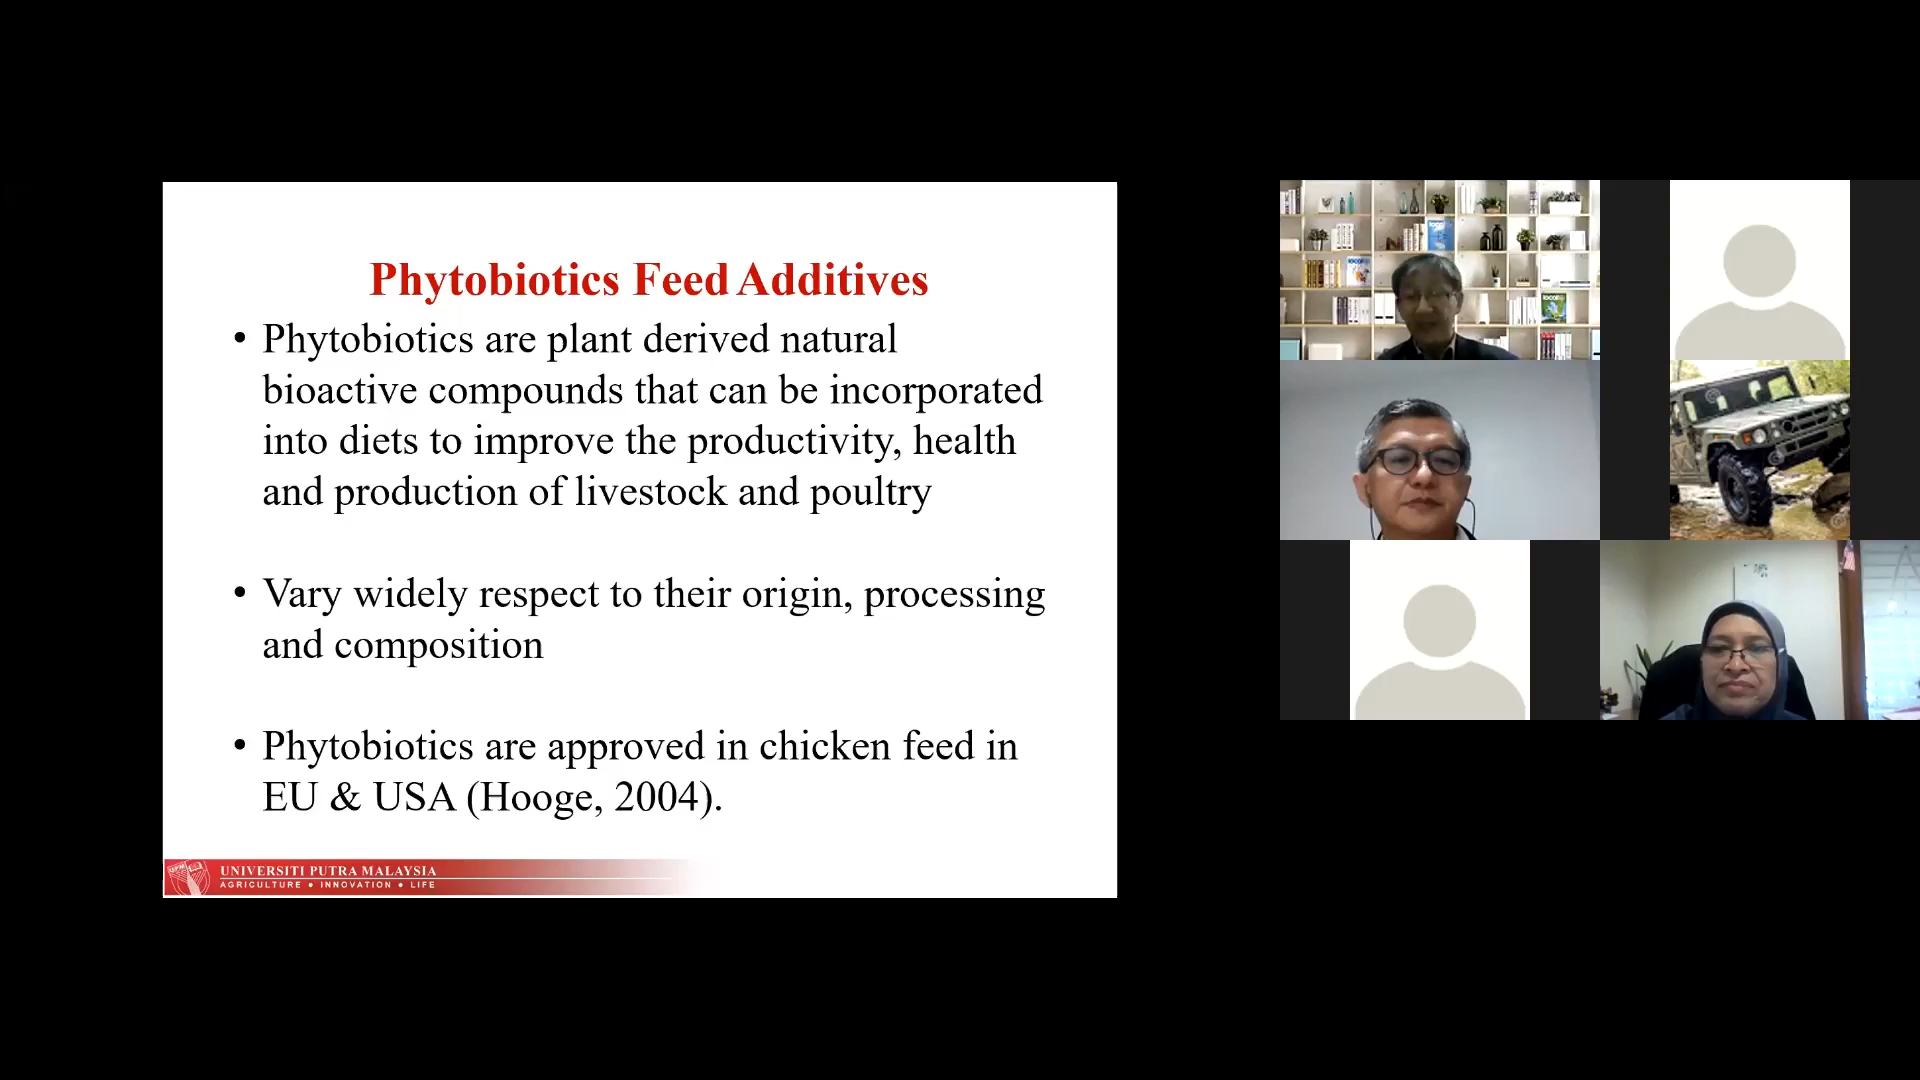 Phytobiotics Feed Additives
• Phytobiotics are plant derived natural
bioactive compounds that can be incorporated
into diets to improve the productivity, health
and production of livestock and poultry
• Vary widely respect to their origin, processing
and composition
• Phytobiotics are approved in chicken feed in
EU & USA (Hooge, 2004).
UPM
UNIVERSITI PUTRA MALAYSIA
AGRICULTURE • INNOVATION • LIFE